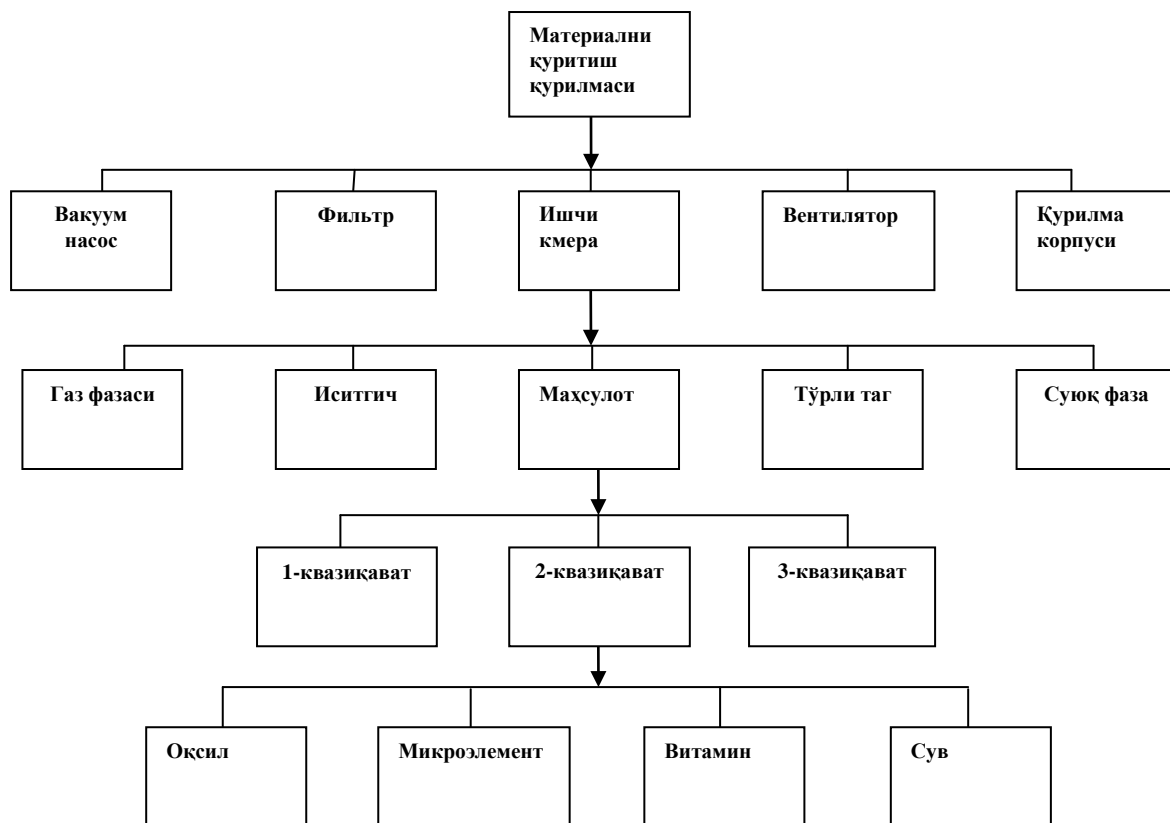 Материални
қуритиш
қурилмаси
Вакуум
насос
Фильтр
Ишчи
кмера
Вентилятор
Қурилма
корпуси
Газ фазаси
Иситгич
Маҳсулот
Тўрли таг
Суюқ фаза
1-квазиқават
2-квазиқават
3-квазиқават
Оқсил
Микроэлемент
Витамин
Сув